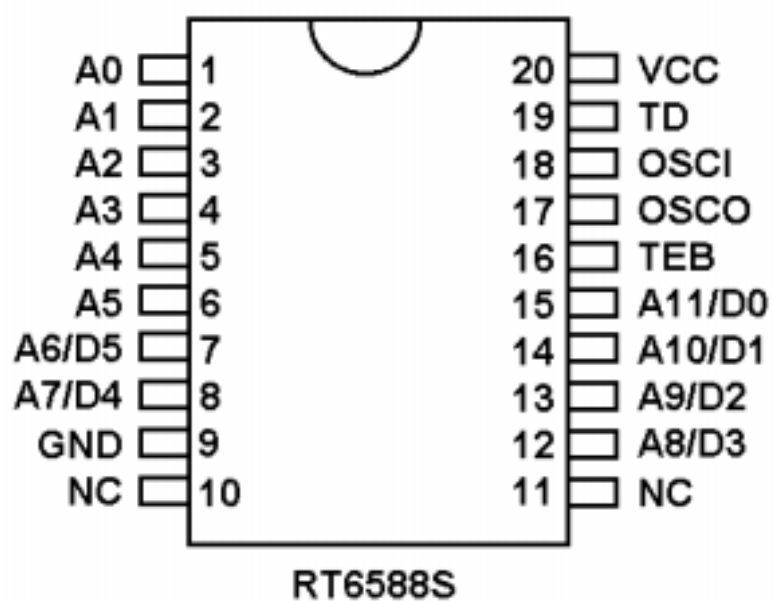 A0 1 20 VCC
A1 2 19 TD
A2 3 18 OSCI
A3 4 17 OSCO
A4 5 16 TEB
A5 6 15 A11/D0
A6/D5 7 14 A10/D1
A7/D4 8 13 A9/D2
GND 9 12 A8/D3
NC 10 11 NC
RT6588S